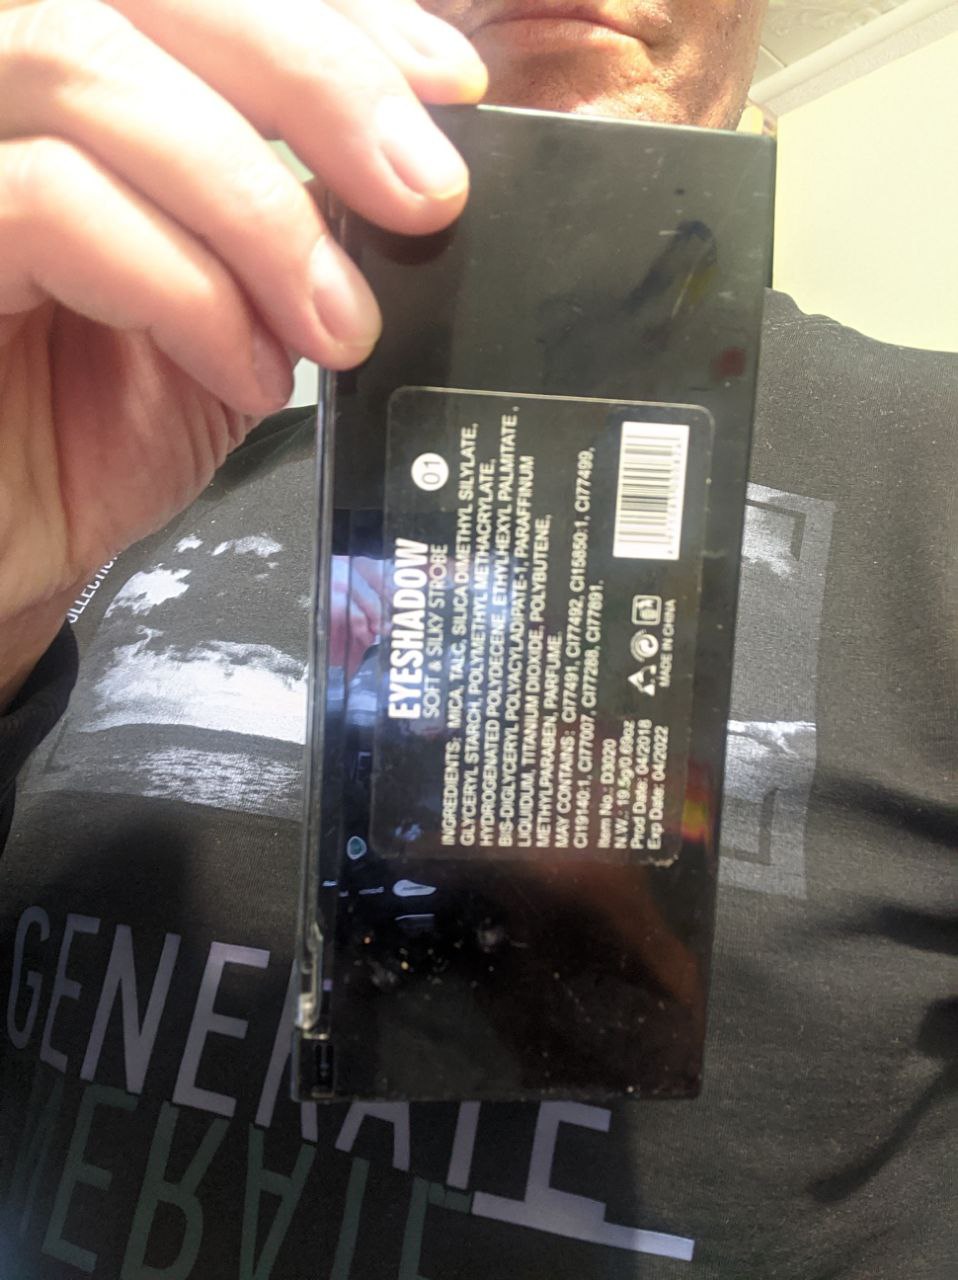 EYESHADOW
SOFT & SILKY STROBE
01
INGREDIENTS: MICA, TALC, SILICA DIMETHYL SILYLATE,
GLYCERYL STARCH, POLYMETHYL METHACRYLATE,
HYDROGENATED POLYDECENE, ETHYLHEXYL PALMITATE,
BIS-DIGLYCERYL POLYACYLADIPATE-1, PARAFFINUM
LIQUIDUM, TITANIUM DIOXIDE, POLYBUTENE,
METHYLPARABEN, PARFUME.
MAY CONTAINS: CI77491, CI77492, CI15850:1, CI77499,
CI19140:1, CI77007, CI77288, CI77891.
Item No.: D3020
N.W.: 19.5g/0.69oz
Prod Date: 04/2018
Exp Date: 04/2022
MADE IN CHINA
GENERATE